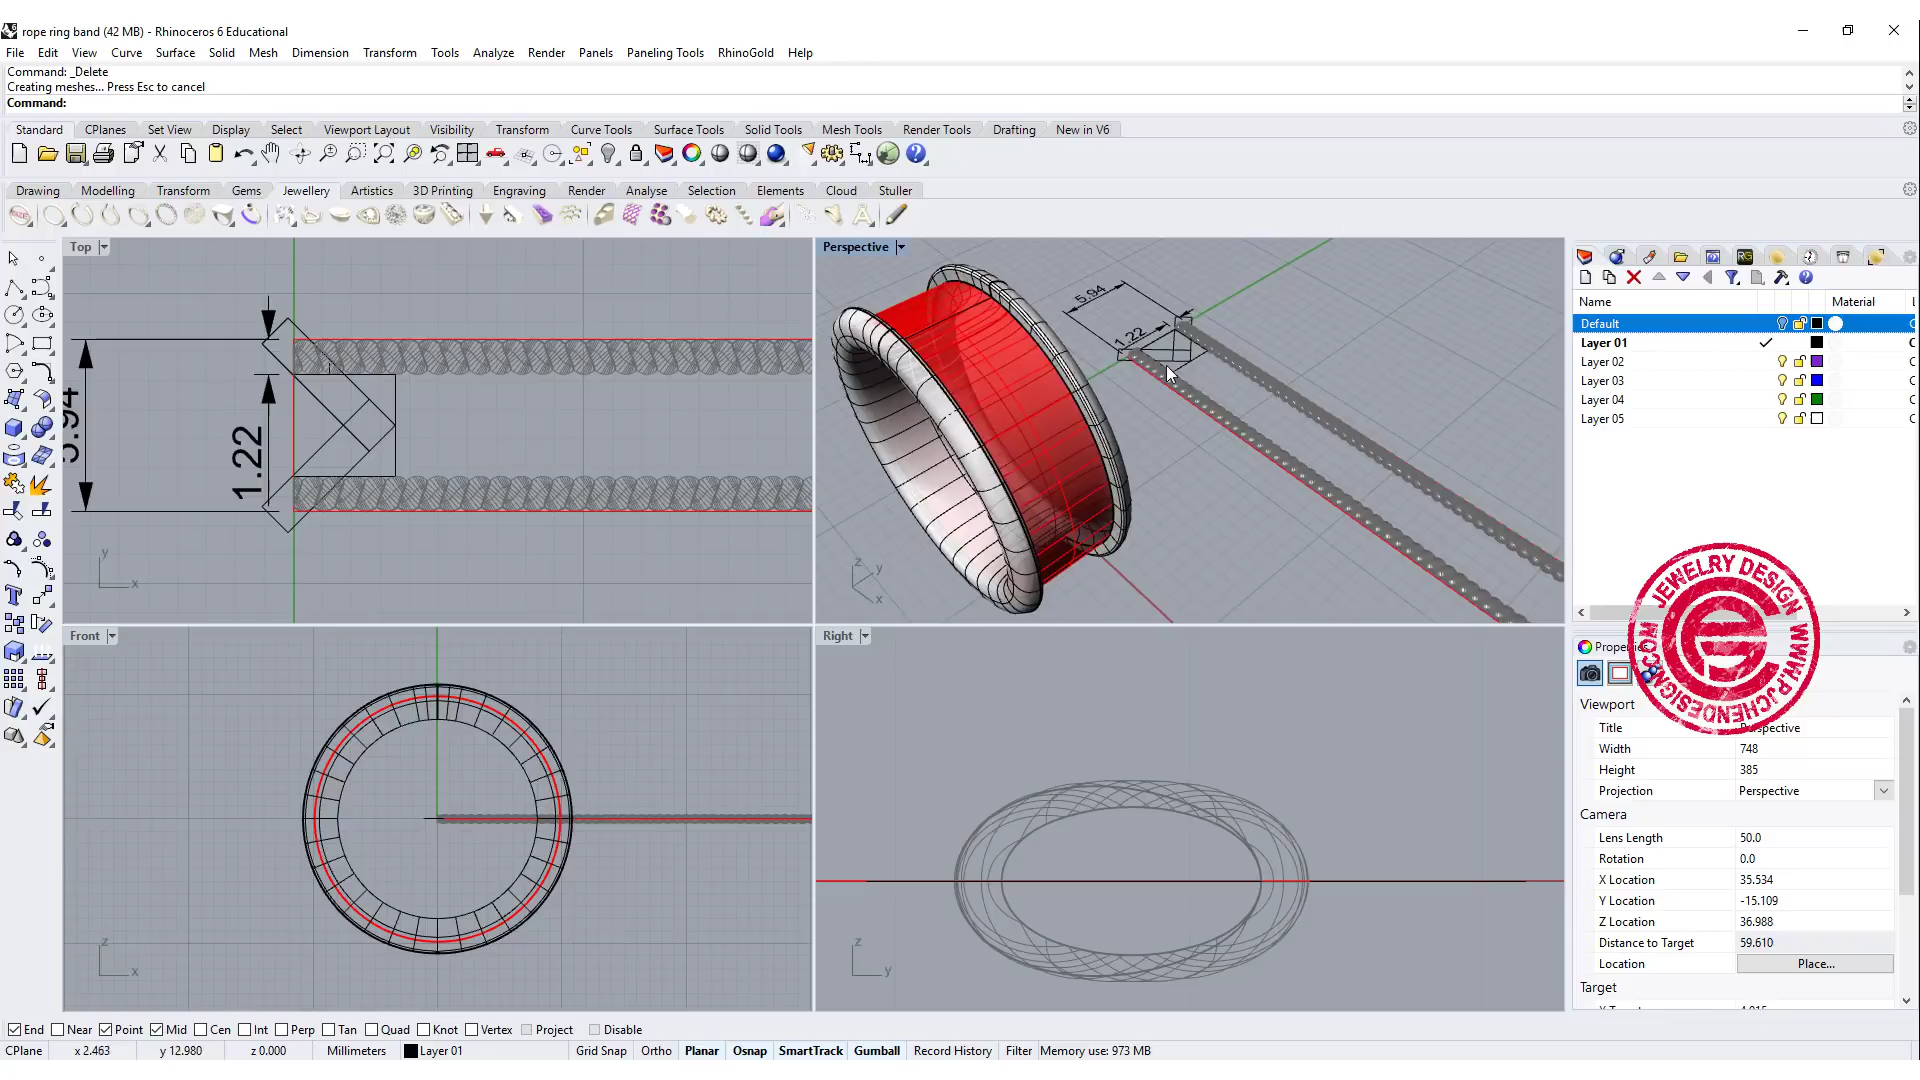 rope ring band (42 MB) - Rhinoceros 6 Educational
File Edit View Curve Surface Solid Mesh Dimension Transform Tools Analyze Render Panels Paneling Tools RhinoGold Help
Command: _Delete
Creating meshes... Press Esc to cancel
Command:
Standard CPlanes Set View Display Select Viewport Layout Visibility Transform Curve Tools Surface Tools Solid Tools Mesh Tools Render Tools Drafting New in V6
Drawing Modelling Transform Gems Jewellery Artistics 3D Printing Engraving Render Analyse Selection Elements Cloud Stuller
Top
5.94
1.22
y
x
Perspective
5.94
1.22
z
y
x
Front
z
x
Right
z
y
Name Material
Default
Layer 01
Layer 02
Layer 03
Layer 04
Layer 05
JEWELRY DESIGN WWW.PJCHENDESIGN.COM
Viewport
Title Perspective
Width 748
Height 385
Projection Perspective
Camera
Lens Length 50.0
Rotation 0.0
X Location 35.534
Y Location -15.109
Z Location 36.988
Distance to Target 59.610
Location Place...
Target
End Near Point Mid Cen Int Perp Tan Quad Knot Vertex Project Disable
CPlane x 2.463 y 12.980 z 0.000 Millimeters Layer 01 Grid Snap Ortho Planar Osnap SmartTrack Gumball Record History Filter Memory use: 973 MB